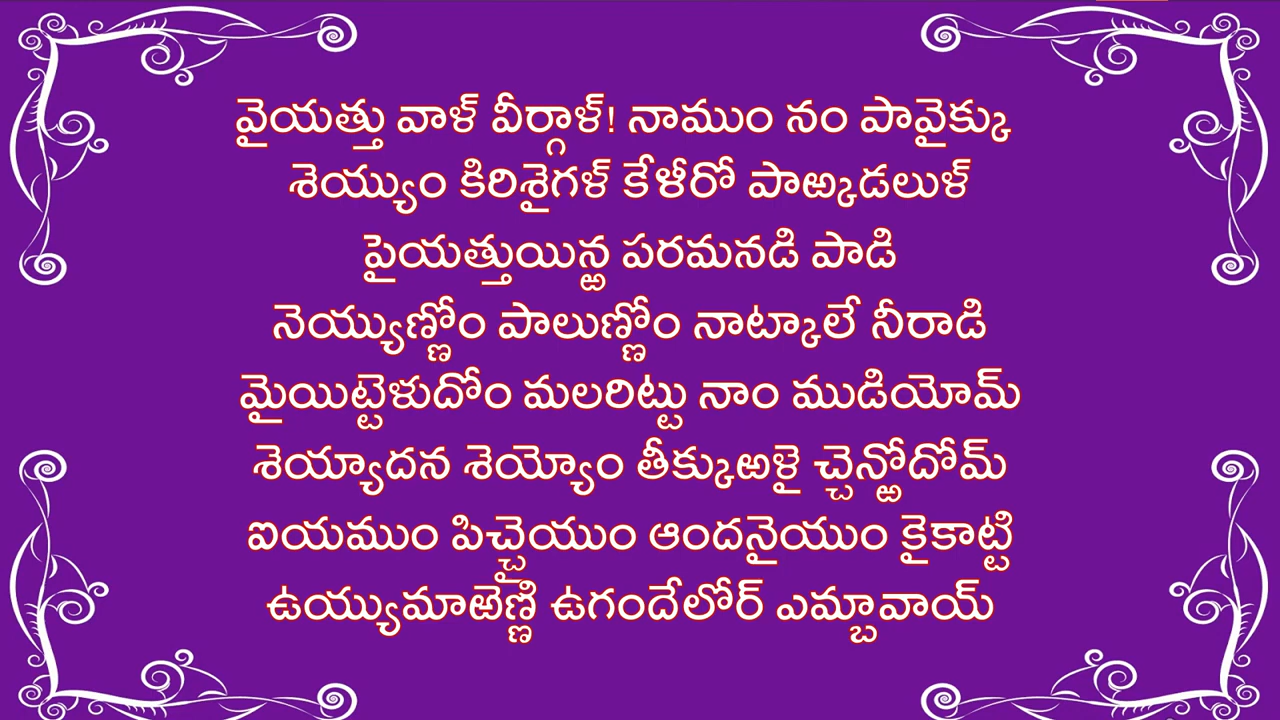 వైయత్తు వాళ్ వీర్గాళ్! నాముం నం పావైక్కు
శెయ్యుం కిరిశైగళ్ కేళీరో పాఱ్కడలుళ్
పైయత్తుయిన్ఱ పరమనడి పాడి
నెయ్యుణ్ణోం పాలుణ్ణోం నాట్కాలే నీరాడి
మైయిట్టెళుదోం మలరిట్టు నాం ముడియోమ్
శెయ్యాదన శెయ్యోం తీక్కుఱళై చ్చెన్ఱోదోమ్
ఐయముం పిచ్చైయుం ఆందనైయుం కైకాట్టి
ఉయ్యుమాఱెణ్ణి ఉగందేలోర్ ఎమ్బావాయ్